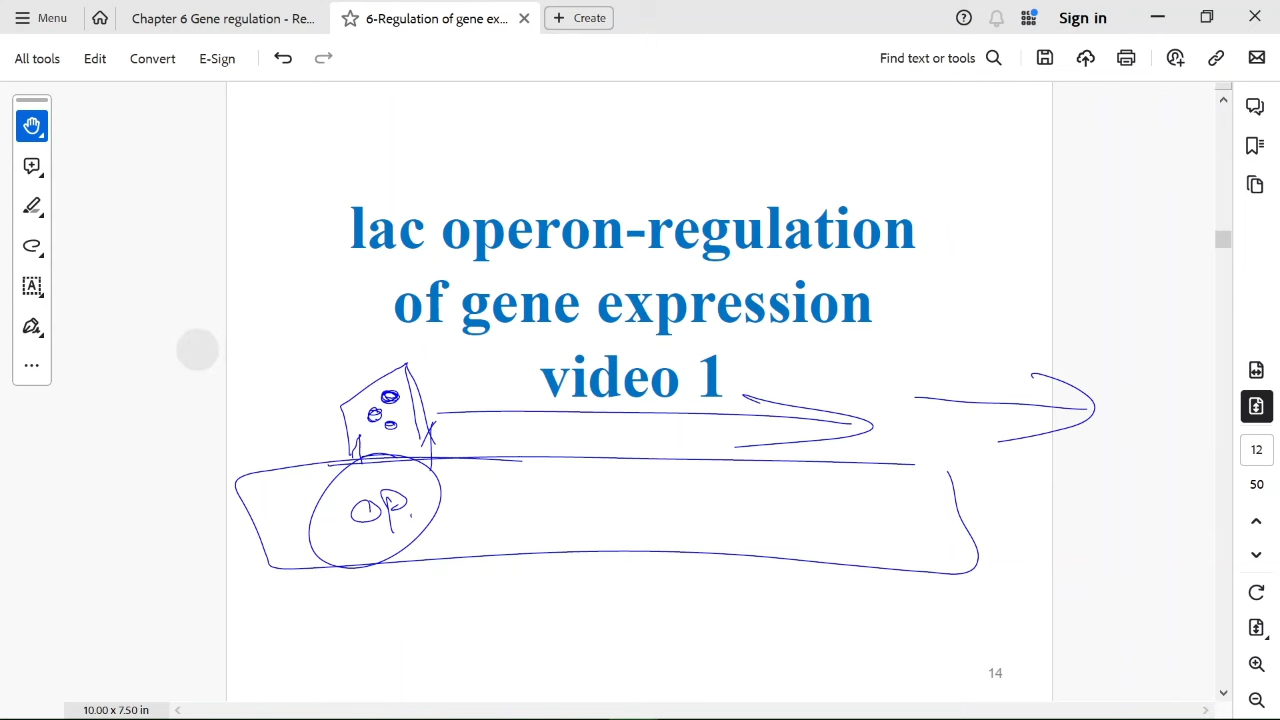 Menu
Chapter 6 Gene regulation - Re...
6-Regulation of gene ex...
Create
Sign in
All tools
Edit
Convert
E-Sign
Find text or tools
lac operon-regulation
of gene expression
video 1
OP.
12
50
14
10.00 x 7.50 in